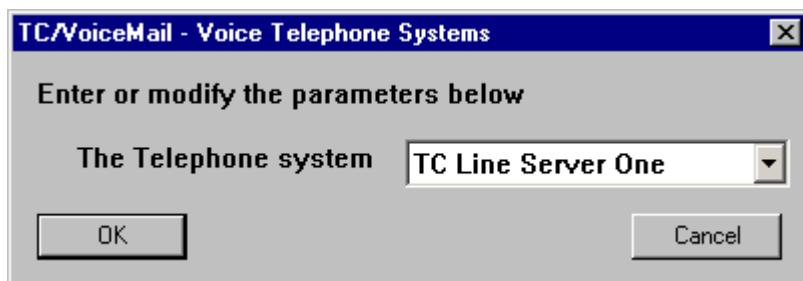 TC/VoiceMail - Voice Telephone Systems
Enter or modify the parameters below
The Telephone system TC Line Server One
OK Cancel